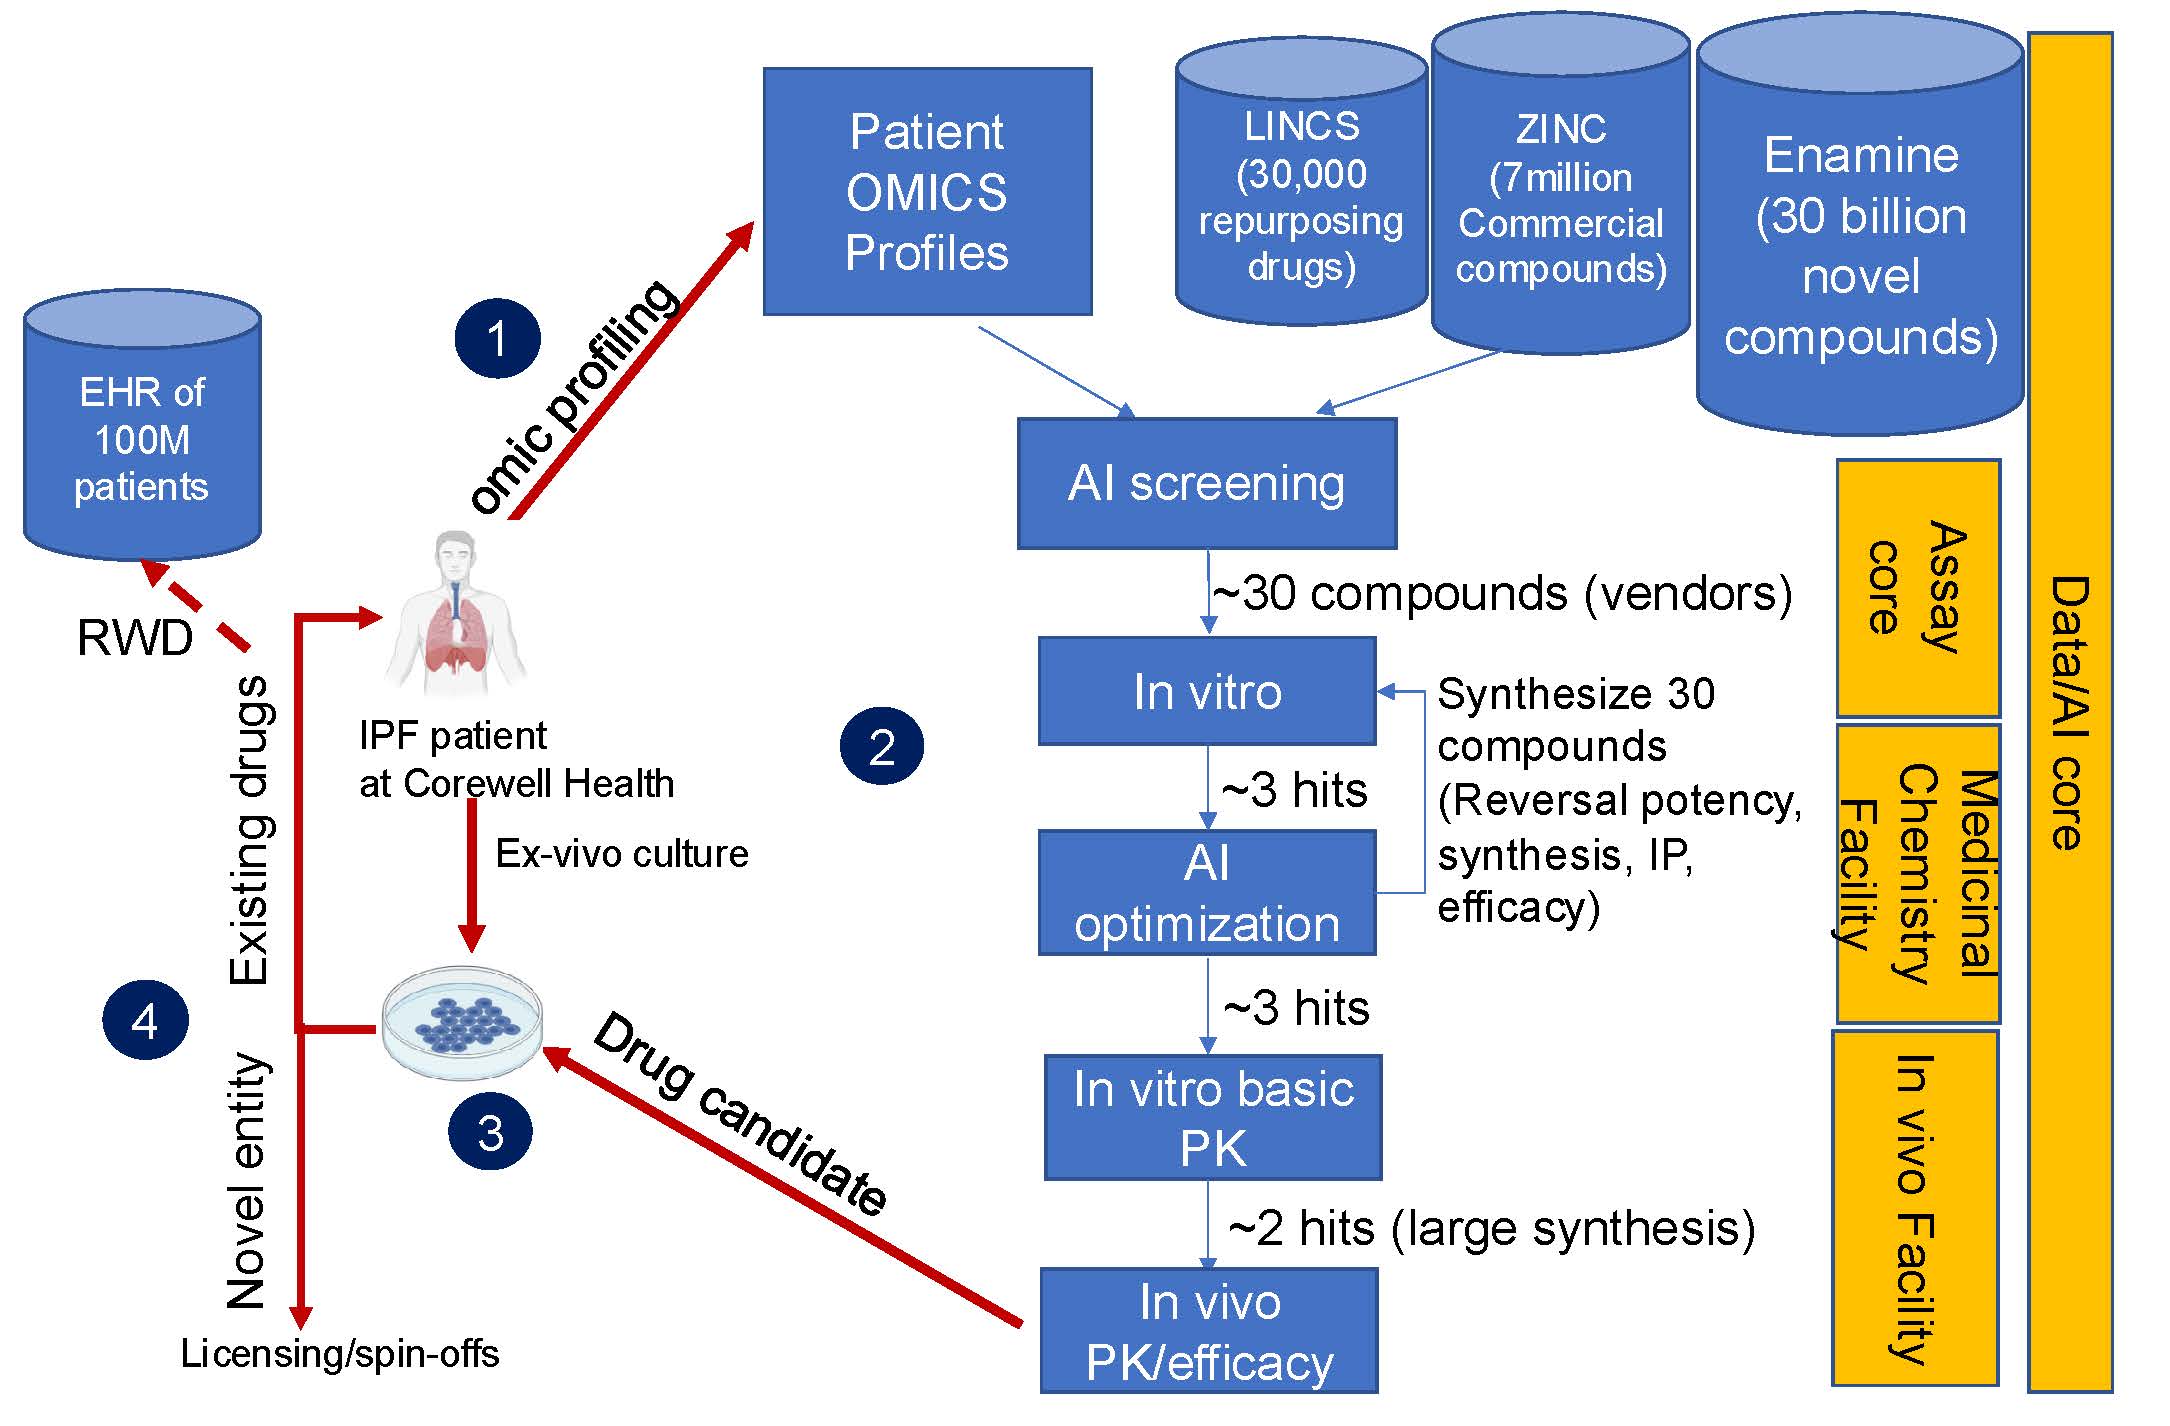 Patient
OMICS
Profiles
LINCS
(30,000
repurposing
drugs)
ZINC
(7million
Commercial
compounds)
Enamine
(30 billion
novel
compounds)
1
omic profiling
EHR of
100M
patients
AI screening
RWD
~30 compounds (vendors)
Assay
core
Data/AI core
IPF patient
at Corewell Health
Existing drugs
2
In vitro
Synthesize 30
compounds
(Reversal potency,
synthesis, IP,
efficacy)
~3 hits
Medicinal
Chemistry
Facility
Ex-vivo culture
AI
optimization
4
~3 hits
Drug candidate
3
Novel entity
In vitro basic
PK
In vivo Facility
~2 hits (large synthesis)
In vivo
PK/efficacy
Licensing/spin-offs